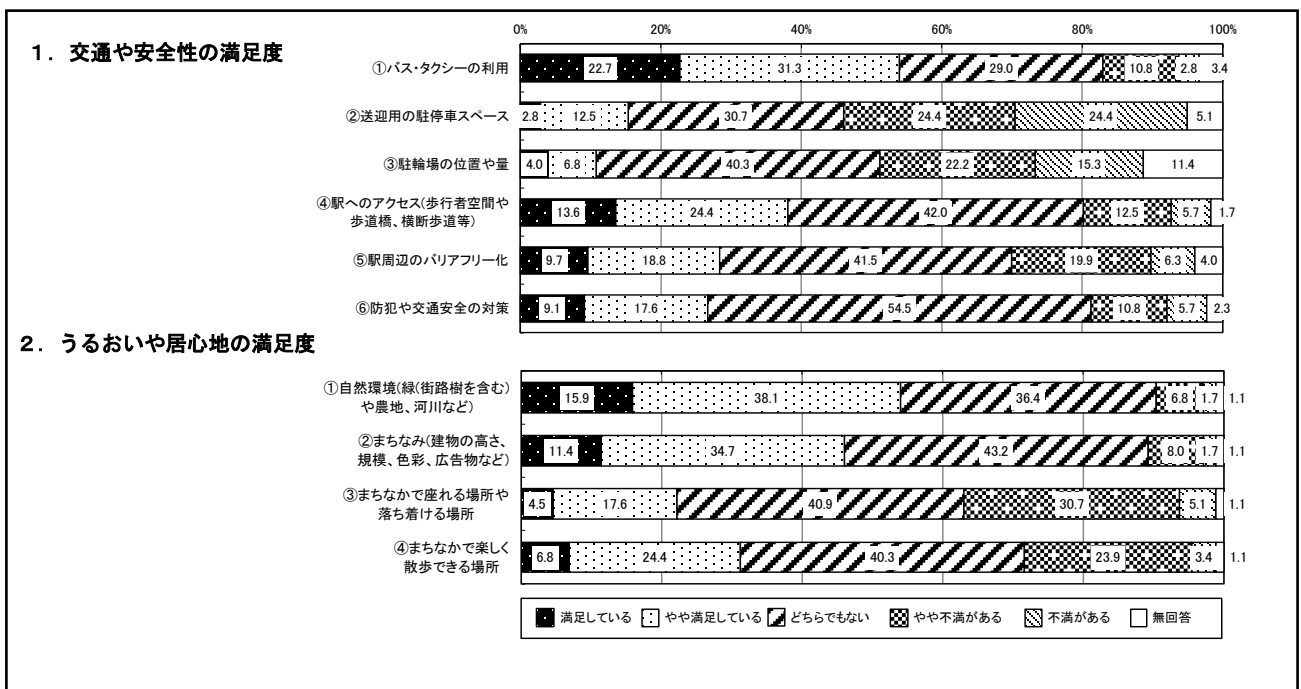 0% 20% 40% 60% 80% 100%
1．交通や安全性の満足度
①バス・タクシーの利用 22.7 31.3 29.0 10.8 2.8 3.4
②送迎用の駐停車スペース 2.8 12.5 30.7 24.4 24.4 5.1
③駐輪場の位置や量 4.0 6.8 40.3 22.2 15.3 11.4
④駅へのアクセス(歩行者空間や
歩道橋、横断歩道等) 13.6 24.4 42.0 12.5 5.7 1.7
⑤駅周辺のバリアフリー化 9.7 18.8 41.5 19.9 6.3 4.0
⑥防犯や交通安全の対策 9.1 17.6 54.5 10.8 5.7 2.3
2．うるおいや居心地の満足度
①自然環境(緑(街路樹を含む)
や農地、河川など) 15.9 38.1 36.4 6.8 1.7 1.1
②まちなみ(建物の高さ、
規模、色彩、広告物など) 11.4 34.7 43.2 8.0 1.7 1.1
③まちなかで座れる場所や
落ち着ける場所 4.5 17.6 40.9 30.7 5.1 1.1
④まちなかで楽しく
散歩できる場所 6.8 24.4 40.3 23.9 3.4 1.1
満足している やや満足している どちらでもない やや不満がある 不満がある 無回答